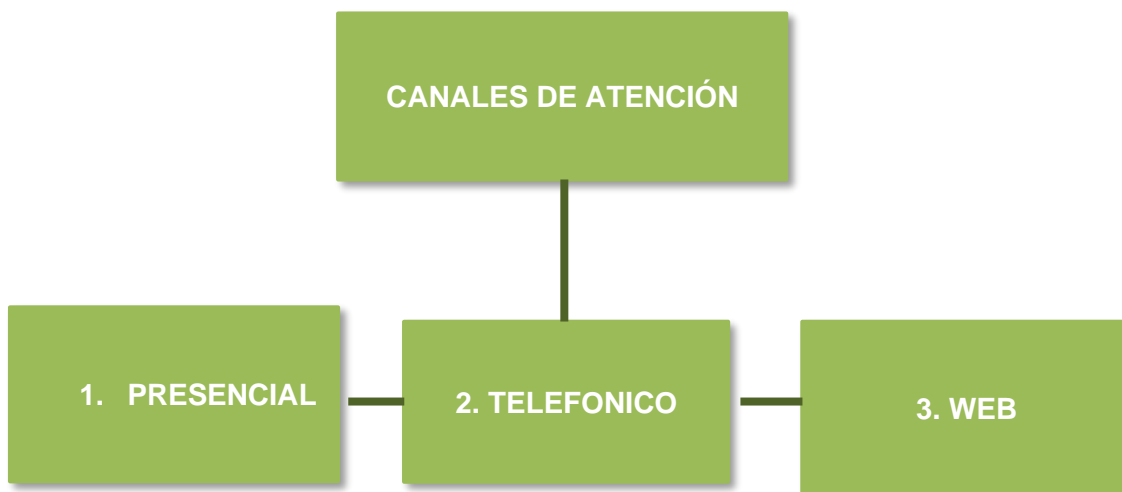 CANALES DE ATENCIÓN
1. PRESENCIAL
2. TELEFONICO
3. WEB